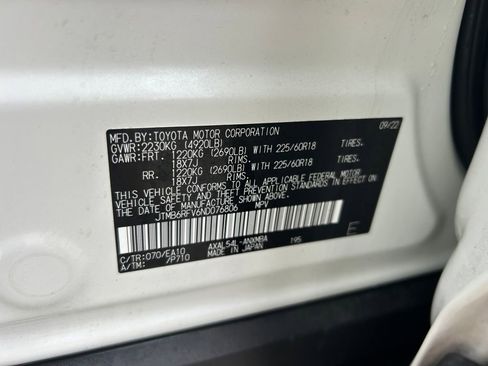 MFD.BY:TOYOTA MOTOR CORPORATION 09/22
GVWR:2230KG (4920LB)
GAWR:FRT. 1220KG (2690LB) WITH 225/60R18 TIRES.
18X7J RIMS.
RR. 1220KG (2690LB) WITH 225/60R18 TIRES.
18X7J RIMS.
THIS VEHICLE CONFORMS TO ALL APPLICABLE FEDERAL MOTOR
VEHICLE SAFETY AND THEFT PREVENTION STANDARDS IN EFFECT
ON THE DATE OF MANUFACTURE SHOWN ABOVE.
JTMB6RFV6ND076806 MPV
C/TR:070/EA10 AXAL54L-ANXMBA 195
A/TM: /P710 MADE IN JAPAN E